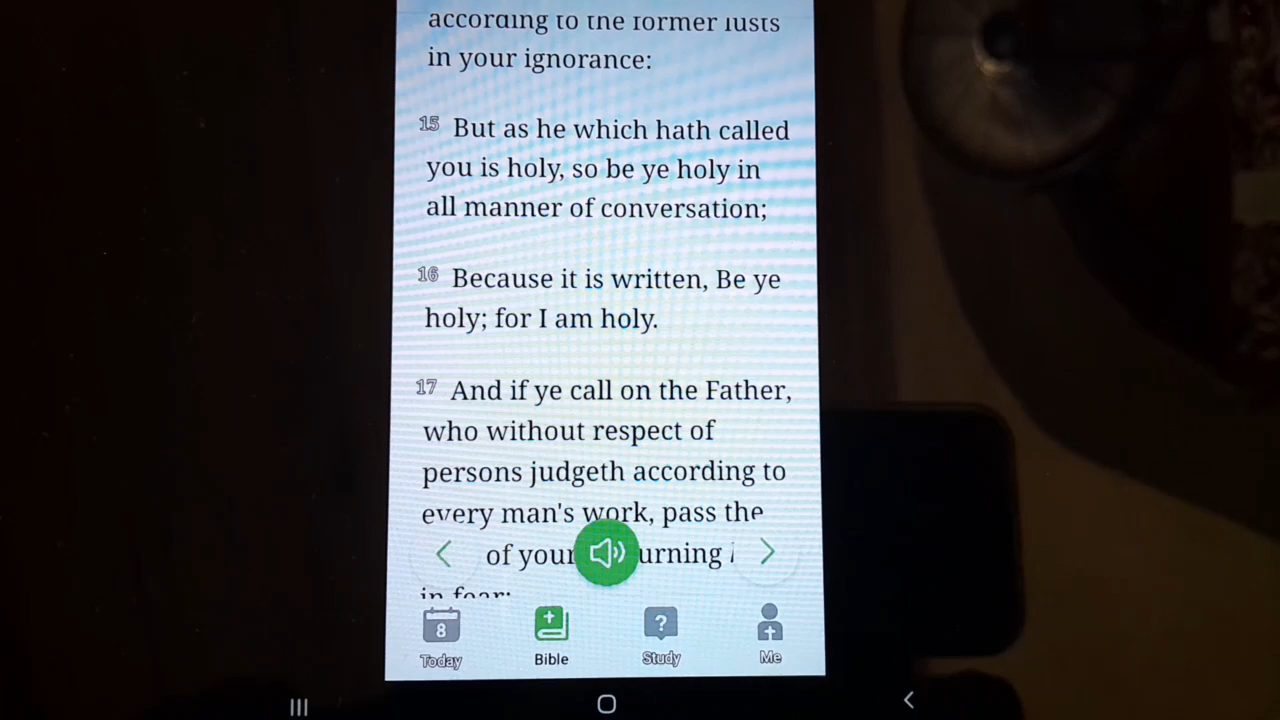 according to the former lusts
in your ignorance:
15 But as he which hath called
you is holy, so be ye holy in
all manner of conversation;
16 Because it is written, Be ye
holy; for I am holy.
17 And if ye call on the Father,
who without respect of
persons judgeth according to
every man's work, pass the
of your urning
in fear:
8
Today
Bible
?
Study
Me